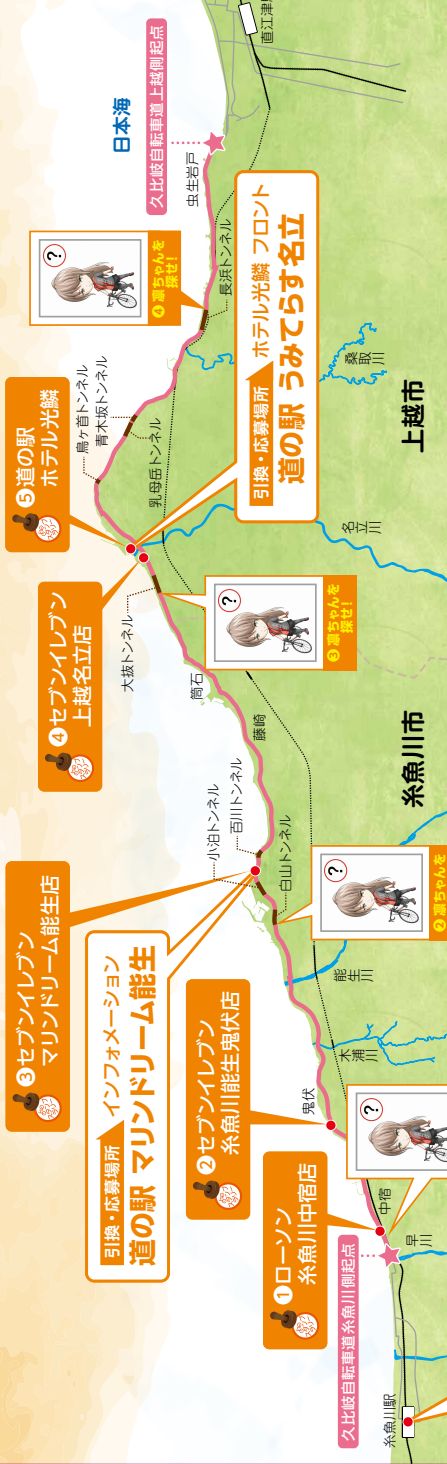 直江津駅
久比岐自転車道上越側起点
日本海
虫生岩戸
?
❹凛ちゃんを
探せ!
長浜トンネル
引換・応募場所 ホテル光鱗 フロント
道の駅 うみてらす名立
桑取川
上越市
❺道の駅
ホテル光鱗
鳥ヶ首トンネル
青木坂トンネル
乳母岳トンネル
名立川
❹セブンイレブン
上越名立店
大抜トンネル
?
❸凛ちゃんを
探せ!
筒石
藤崎
糸魚川市
小泊トンネル
百川トンネル
白山トンネル
❸セブンイレブン
マリンドリーム能生店
引換・応募場所 インフォメーション
道の駅 マリンドリーム能生
?
❷凛ちゃんを
能生川
木浦川
❷セブンイレブン
糸魚川能生鬼伏店
鬼伏
?
❶ローソン
糸魚川中宿店
中宿
早川
久比岐自転車道糸魚川側起点
糸魚川駅